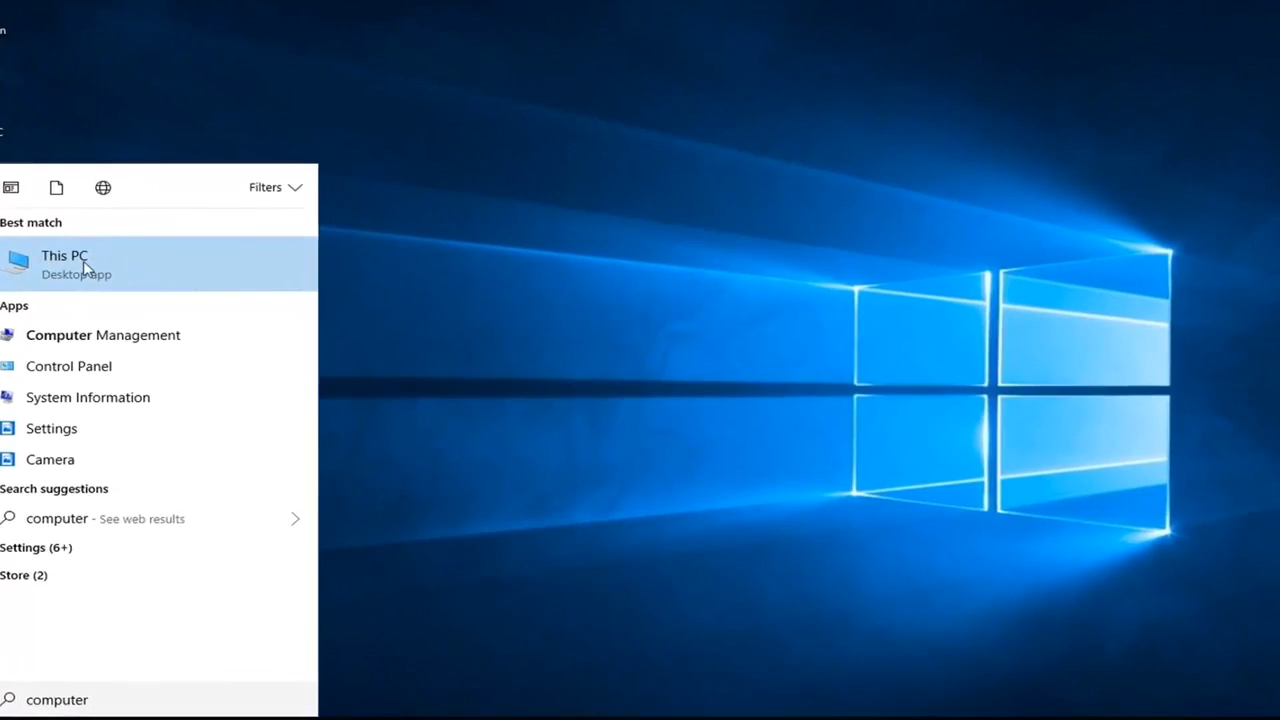 n
c
Filters
Best match
This PC
Desktop app
Apps
Computer Management
Control Panel
System Information
Settings
Camera
Search suggestions
computer - See web results
Settings (6+)
Store (2)
computer